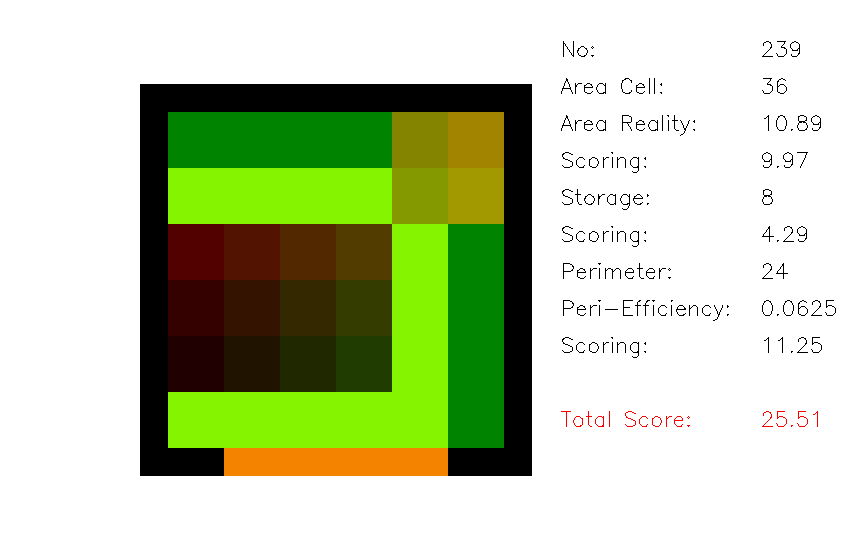 No: 239
Area Cell: 36
Area Reality: 10.89
Scoring: 9.97
Storage: 8
Scoring: 4.29
Perimeter: 24
Peri-Efficiency: 0.0625
Scoring: 11.25
Total Score: 25.51